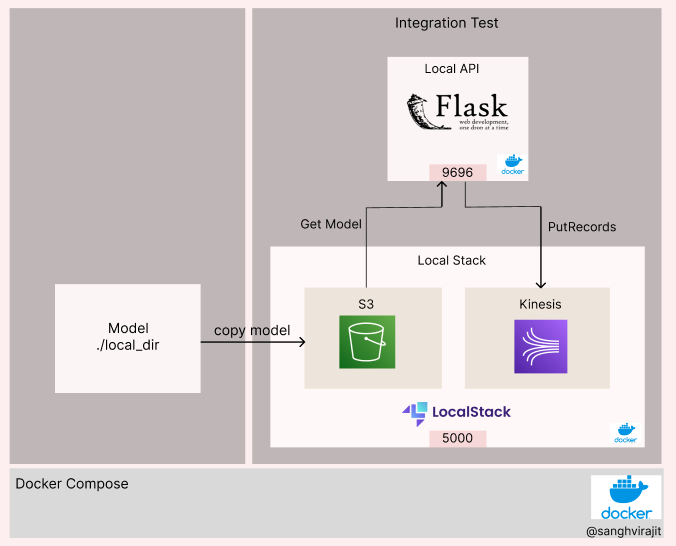 Integration Test
Local API
Flask
web development,
one drop at a time
docker
9696
Get Model
PutRecords
Local Stack
S3
Kinesis
Model
./local_dir
copy model
LocalStack
5000
docker
Docker Compose
docker
@sanghvirajit